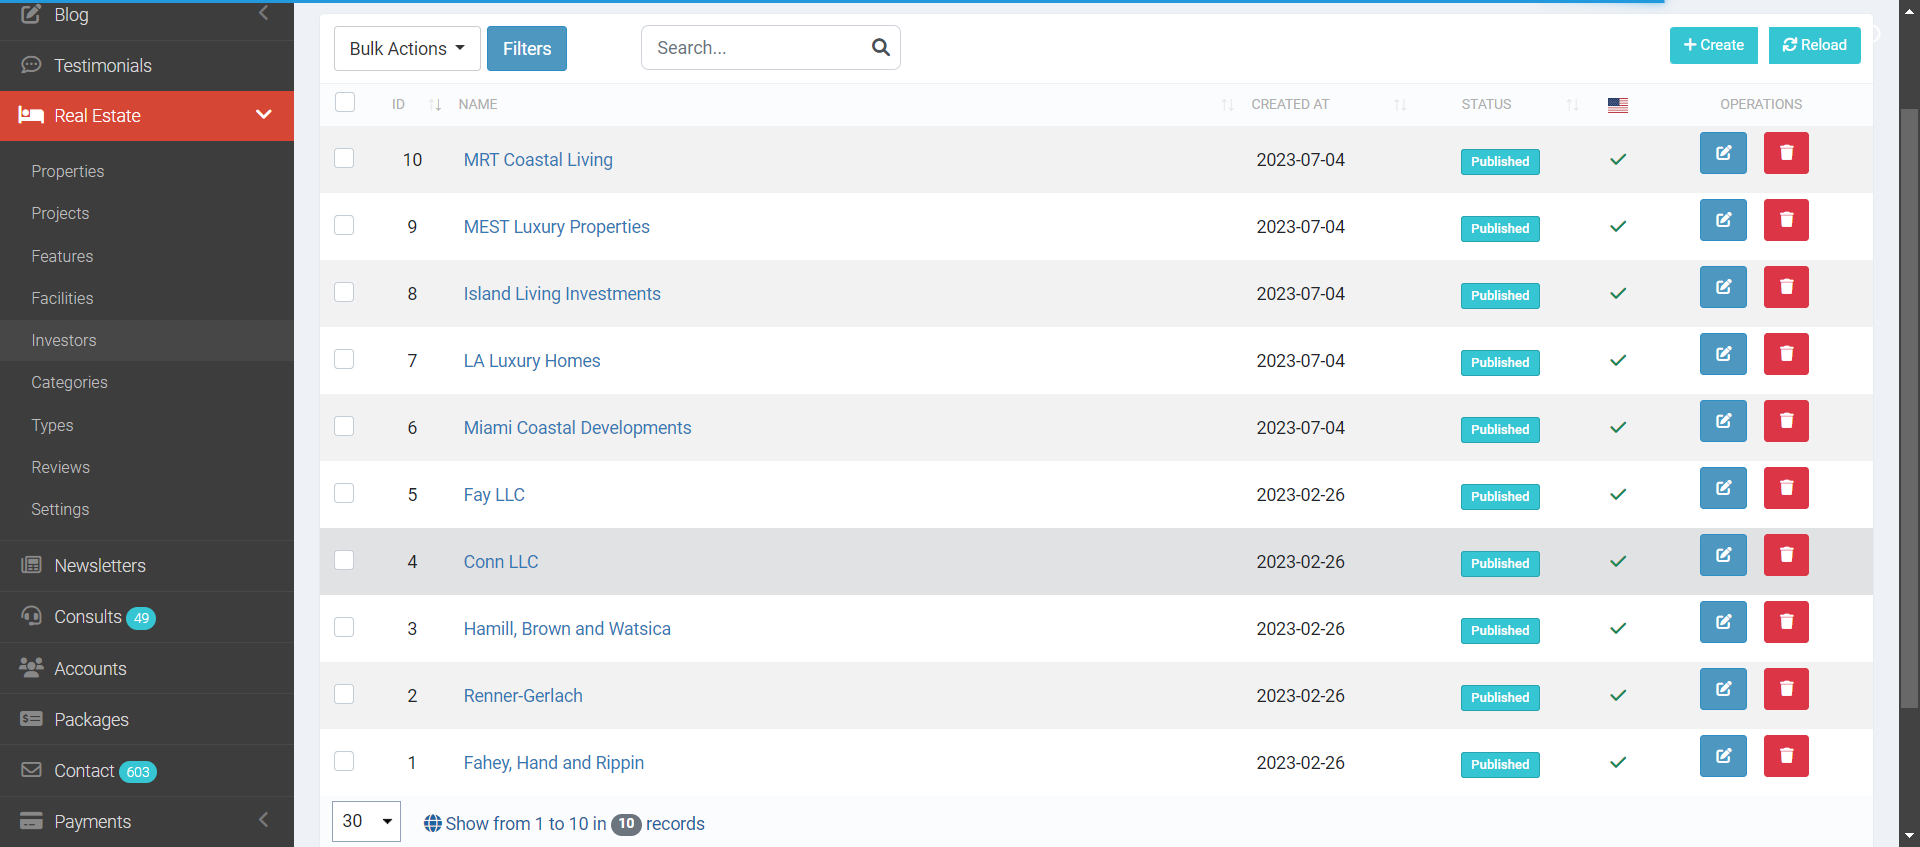 Blog
Testimonials
Real Estate
Properties
Projects
Features
Facilities
Investors
Categories
Types
Reviews
Settings
Newsletters
Consults 49
Accounts
Packages
Contact 603
Payments
Bulk Actions Filters Search... Create Reload
ID NAME CREATED AT STATUS OPERATIONS
10 MRT Coastal Living 2023-07-04 Published
9 MEST Luxury Properties 2023-07-04 Published
8 Island Living Investments 2023-07-04 Published
7 LA Luxury Homes 2023-07-04 Published
6 Miami Coastal Developments 2023-07-04 Published
5 Fay LLC 2023-02-26 Published
4 Conn LLC 2023-02-26 Published
3 Hamill, Brown and Watsica 2023-02-26 Published
2 Renner-Gerlach 2023-02-26 Published
1 Fahey, Hand and Rippin 2023-02-26 Published
30 Show from 1 to 10 in 10 records